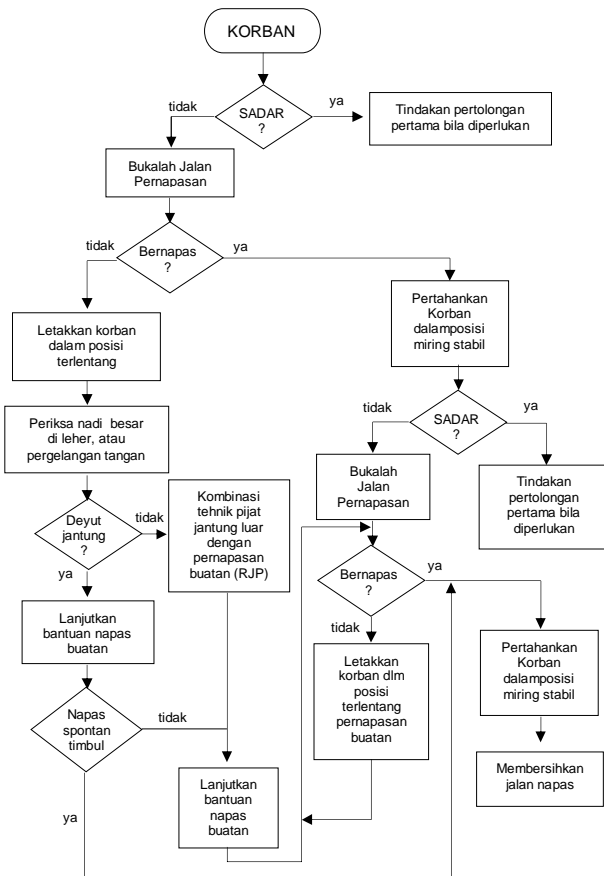 KORBAN
tidak
SADAR
?
ya
Tindakan pertolongan
pertama bila diperlukan
Bukalah Jalan
Pernapasan
tidak
Bernapas
?
ya
Letakkan korban
dalam posisi
terlentang
Pertahankan
Korban
dalamposisi
miring stabil
Periksa nadi besar
di leher, atau
pergelangan tangan
tidak
SADAR
?
ya
Bukalah
Jalan
Pernapasan
Tindakan
pertolongan
pertama bila
diperlukan
Deyut
jantung
?
tidak
Kombinasi
tehnik pijat
jantung luar
dengan
pernapasan
buatan (RJP)
ya
Bernapas
?
ya
tidak
Lanjutkan
bantuan napas
buatan
Letakkan
korban dlm
posisi
terlentang
pernapasan
buatan
Pertahankan
Korban
dalamposisi
miring stabil
Napas
spontan
timbul
tidak
ya
Lanjutkan
bantuan
napas
buatan
Membersihkan
jalan napas